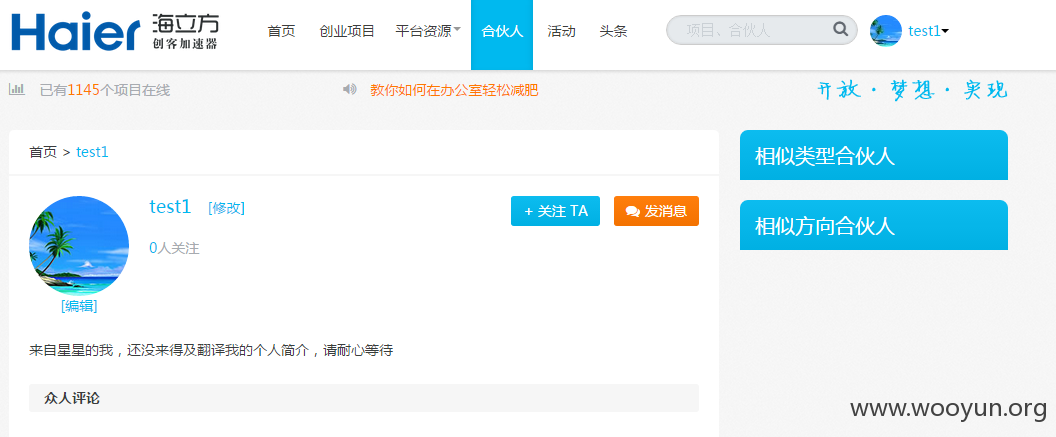 Haier 海立方
创客加速器
首页 创业项目 平台资源 合伙人 活动 头条 项目、合伙人 test1
已有1145个项目在线 教你如何在办公室轻松减肥 开放·梦想·实现
首页 > test1
相似类型合伙人
test1 [修改] + 关注 TA 发消息
相似方向合伙人
0人关注
[编辑]
来自星星的我，还没来得及翻译我的个人简介，请耐心等待
众人评论
www.wooyun.org